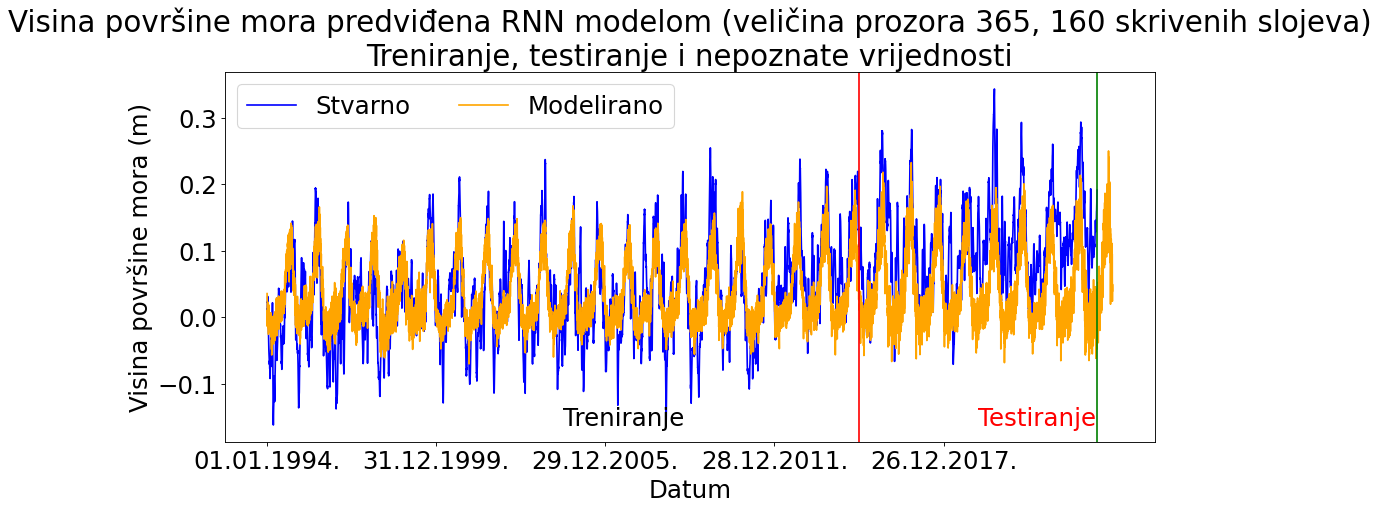 Visina površine mora predviđena RNN modelom (veličina prozora 365, 160 skrivenih slojeva)
Treniranje, testiranje i nepoznate vrijednosti
Stvarno
Modelirano
Visina površine mora (m)
0.3
0.2
0.1
0.0
−0.1
Treniranje
Testiranje
01.01.1994.
31.12.1999.
29.12.2005.
28.12.2011.
26.12.2017.
Datum